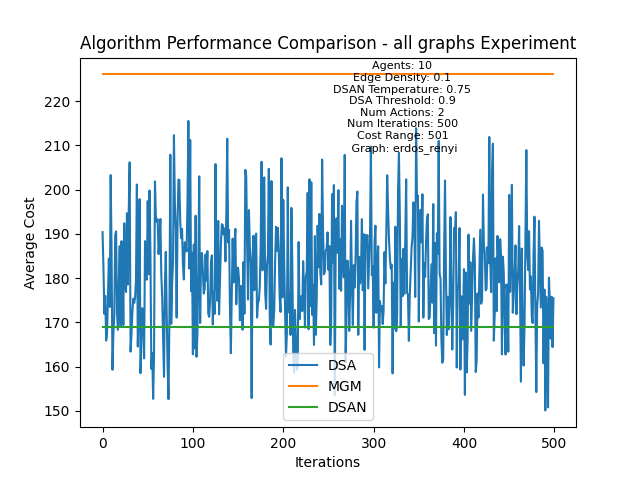 Algorithm Performance Comparison - all graphs Experiment
Agents: 10
Edge Density: 0.1
DSAN Temperature: 0.75
DSA Threshold: 0.9
Num Actions: 2
Num Iterations: 500
Cost Range: 501
Graph: erdos_renyi
Average Cost
220
210
200
190
180
170
160
150
DSA
MGM
DSAN
0
100
200
300
400
500
Iterations